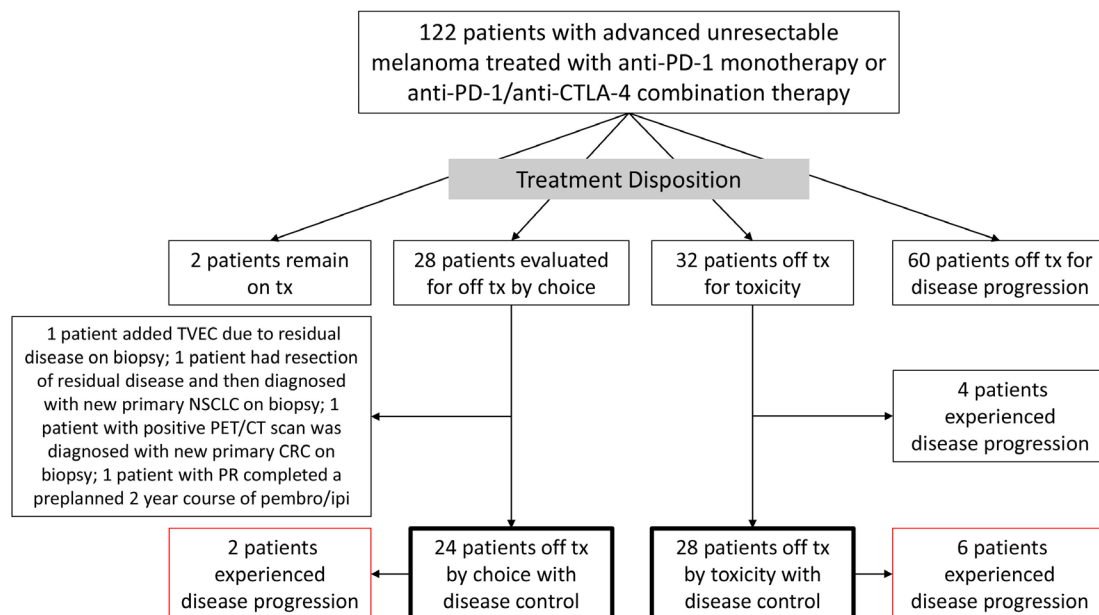 122 patients with advanced unresectable
melanoma treated with anti-PD-1 monotherapy or
anti-PD-1/anti-CTLA-4 combination therapy
Treatment Disposition
2 patients remain
on tx
28 patients evaluated
for off tx by choice
32 patients off tx
for toxicity
60 patients off tx for
disease progression
1 patient added TVEC due to residual
disease on biopsy; 1 patient had resection
of residual disease and then diagnosed
with new primary NSCLC on biopsy; 1
patient with positive PET/CT scan was
diagnosed with new primary CRC on
biopsy; 1 patient with PR completed a
preplanned 2 year course of pembro/ipi
4 patients
experienced
disease progression
2 patients
experienced
disease progression
24 patients off tx
by choice with
disease control
28 patients off tx
by toxicity with
disease control
6 patients
experienced
disease progression